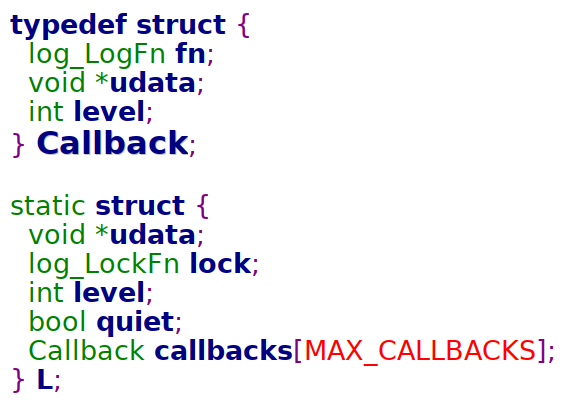 typedef struct {
  log_LogFn fn;
  void *udata;
  int level;
} Callback;

static struct {
  void *udata;
  log_LockFn lock;
  int level;
  bool quiet;
  Callback callbacks[MAX_CALLBACKS];
} L;